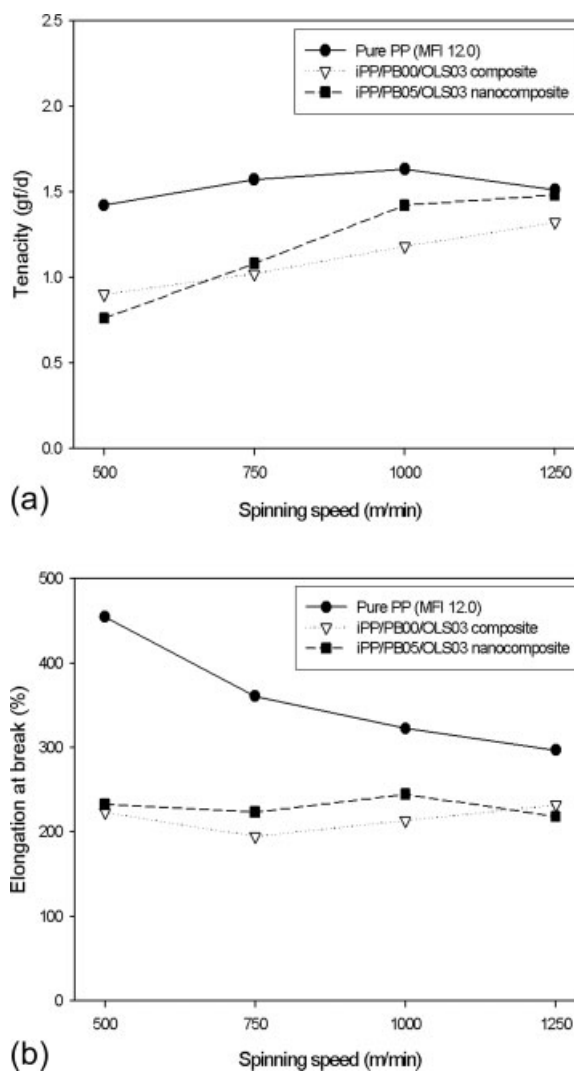 2.5
2.0
1.5
1.0
0.5
0.0
Tenacity (gf/d)
Pure PP (MFI 12.0)
iPP/PB00/OLS03 composite
iPP/PB05/OLS03 nanocomposite
500 750 1000 1250
Spinning speed (m/min)
(a)
500
400
300
200
100
0
Elongation at break (%)
Pure PP (MFI 12.0)
iPP/PB00/OLS03 composite
iPP/PB05/OLS03 nanocomposite
500 750 1000 1250
Spinning speed (m/min)
(b)